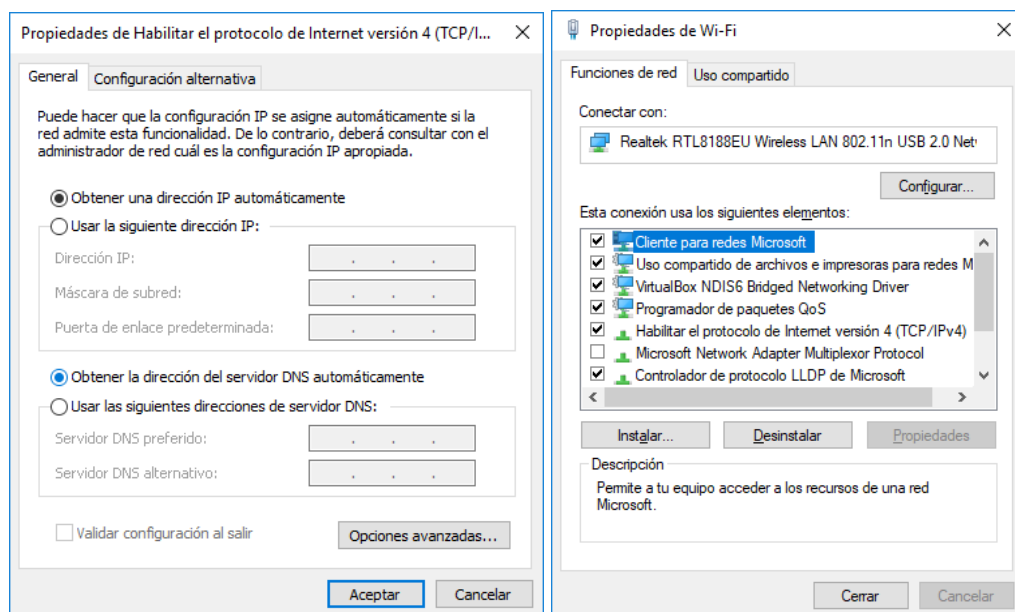 Propiedades de Habilitar el protocolo de Internet versión 4 (TCP/I...
General
Configuración alternativa
Puede hacer que la configuración IP se asigne automáticamente si la
red admite esta funcionalidad. De lo contrario, deberá consultar con el
administrador de red cuál es la configuración IP apropiada.
Obtener una dirección IP automáticamente
Usar la siguiente dirección IP:
Dirección IP:
Máscara de subred:
Puerta de enlace predeterminada:
Obtener la dirección del servidor DNS automáticamente
Usar las siguientes direcciones de servidor DNS:
Servidor DNS preferido:
Servidor DNS alternativo:
Validar configuración al salir
Opciones avanzadas...
Aceptar
Cancelar
Propiedades de Wi-Fi
Funciones de red
Uso compartido
Conectar con:
Realtek RTL8188EU Wireless LAN 802.11n USB 2.0 Net
Configurar...
Esta conexión usa los siguientes elementos:
Cliente para redes Microsoft
Uso compartido de archivos e impresoras para redes M
VirtualBox NDIS6 Bridged Networking Driver
Programador de paquetes QoS
Habilitar el protocolo de Internet versión 4 (TCP/IPv4)
Microsoft Network Adapter Multiplexor Protocol
Controlador de protocolo LLDP de Microsoft
Instalar...
Desinstalar
Propiedades
Descripción
Permite a tu equipo acceder a los recursos de una red
Microsoft.
Cerrar
Cancelar